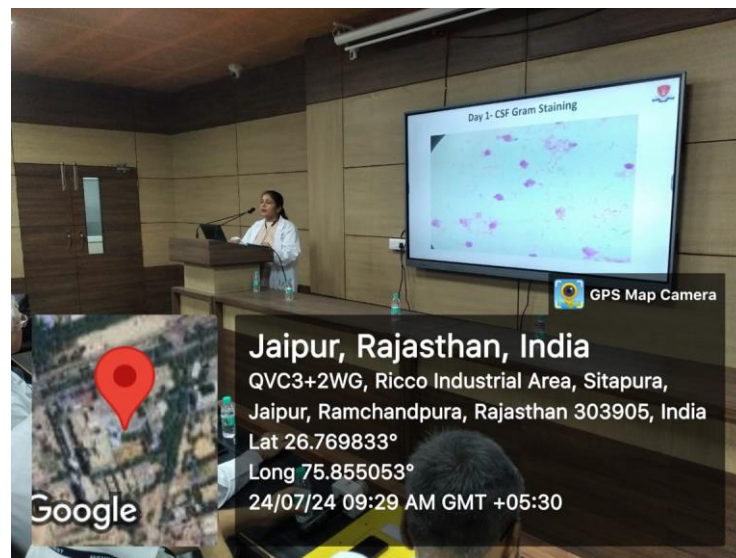 Day 1- CSF Gram Staining
GPS Map Camera
Jaipur, Rajasthan, India
QVC3+2WG, Ricco Industrial Area, Sitapura,
Jaipur, Ramchandpura, Rajasthan 303905, India
Lat 26.769833°
Long 75.855053°
24/07/24 09:29 AM GMT +05:30
Google